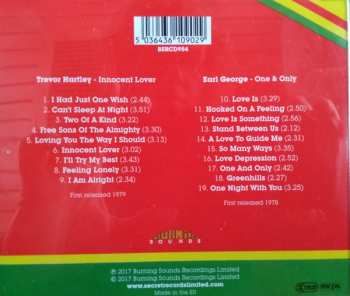 5 036436 109029 >
BSRCD954
Trevor Hartley - Innocent Lover
1. I Had Just One Wish (2.44)
2. Can't Sleep At Night (3.51)
3. Two Of A Kind (3.22)
4. Free Sons Of The Almighty (3.30)
5. Loving You The Way I Should (3.13)
6. Innocent Lover (3.02)
7. I'll Try My Best (3.43)
8. Feeling Lonely (3.31)
9. I Am Alright (2.34)
First released 1979
Earl George - One & Only
10. Love Is (3.29)
11. Hooked On A Feeling (2.50)
12. Love Is Something (2.56)
13. Stand Between Us (2.12)
14. A Love To Guide Me (2.31)
15. So Many Ways (3.35)
16. Love Depression (2.52)
17. One And Only (2.42)
18. Greenhills (2.37)
19. One Night With You (3.25)
First released 1978
BURNING
SOUNDS
℗ 2017 Burning Sounds Recordings Limited
© 2017 Burning Sounds Recordings Limited
www.secretrecordslimited.com
Made in the EU